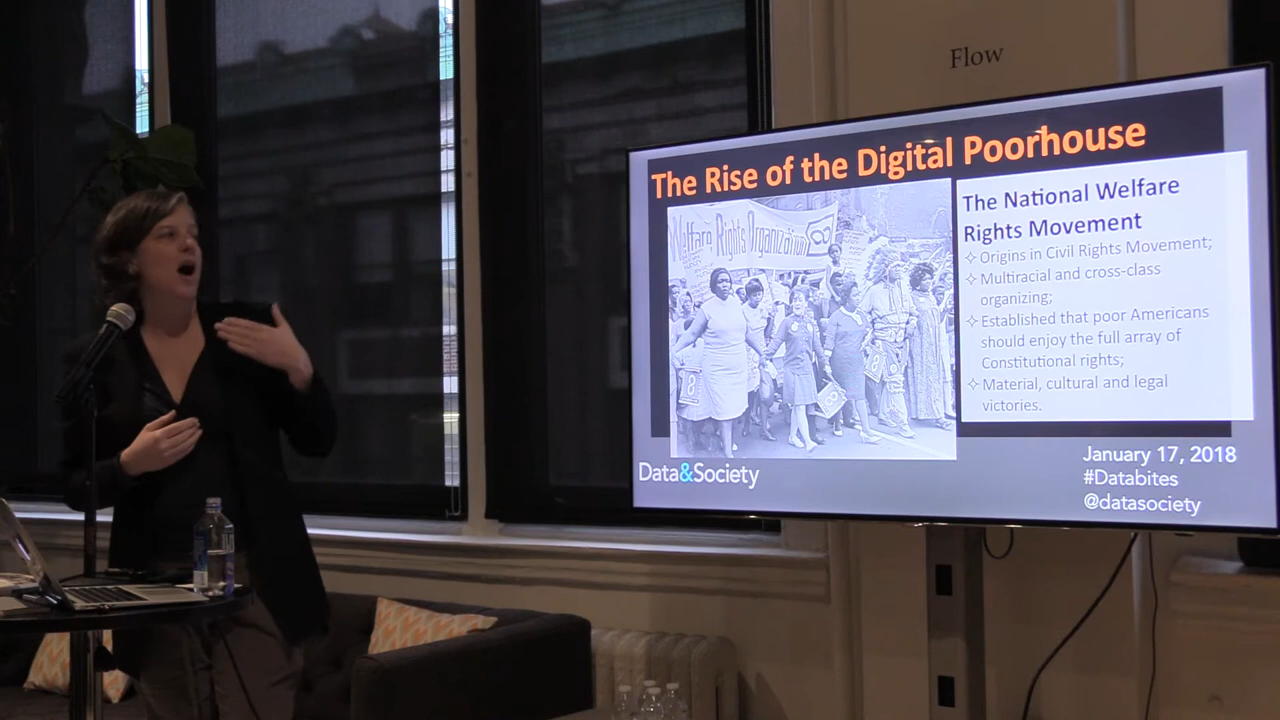 Flow
The Rise of the Digital Poorhouse
Welfare Rights Organization
The National Welfare
Rights Movement
✧ Origins in Civil Rights Movement;
✧ Multiracial and cross-class
organizing;
✧ Established that poor Americans
should enjoy the full array of
Constitutional rights;
✧ Material, cultural and legal
victories.
Data&Society
January 17, 2018
#Databites
@datasociety